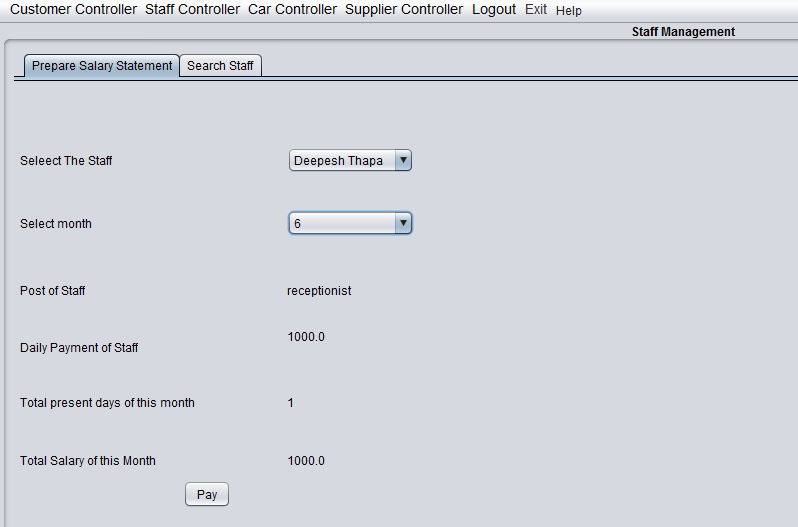 Customer Controller Staff Controller Car Controller Supplier Controller Logout Exit Help
Staff Management
Prepare Salary Statement Search Staff
Seleect The Staff Deepesh Thapa
Select month 6
Post of Staff receptionist
Daily Payment of Staff 1000.0
Total present days of this month 1
Total Salary of this Month 1000.0
Pay